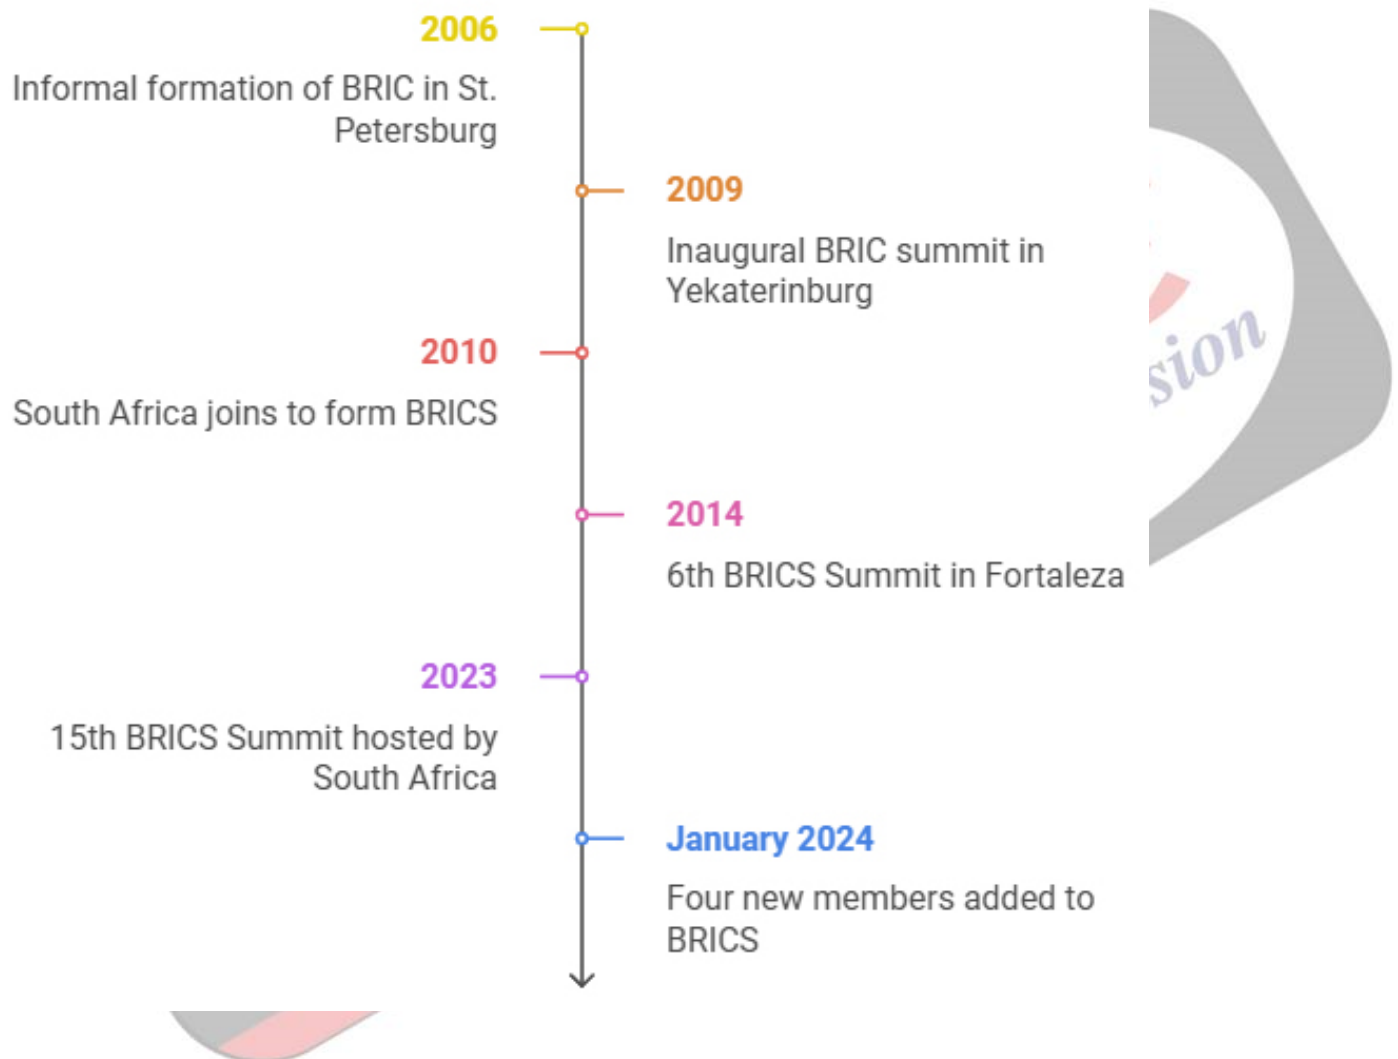 2006
Informal formation of BRIC in St.
Petersburg
2009
Inaugural BRIC summit in
Yekaterinburg
2010
South Africa joins to form BRICS
2014
6th BRICS Summit in Fortaleza
2023
15th BRICS Summit hosted by
South Africa
January 2024
Four new members added to
BRICS